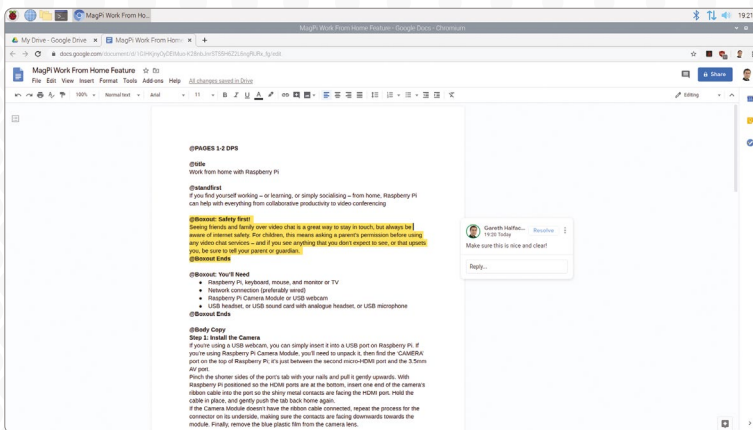 MagPi Work From Ho...
19:21
MagPi Work From Home Feature - Google Docs - Chromium
My Drive - Google Drive
MagPi Work From Home
docs.google.com
MagPi Work From Home Feature
File Edit View Insert Format Tools Add-ons Help All changes saved in Drive
Share
100% Normal text Arial 11 B I U A Editing
@PAGES 1-2 DPS
@title
Work from home with Raspberry Pi
@standfirst
If you find yourself working – or learning, or simply socialising – from home, Raspberry Pi
can help with everything from collaborative productivity to video conferencing
@Boxout: Safety first!
Seeing friends and family over video chat is a great way to stay in touch, but always be
aware of internet safety. For children, this means asking a parent's permission before using
any video chat services – and if you see anything that you don't expect to see, or that upsets
you, be sure to tell your parent or guardian.
@Boxout Ends
Gareth Halfac...
Resolve
19:20 Today
Make sure this is nice and clear!
Reply...
@Boxout: You'll Need
● Raspberry Pi, keyboard, mouse, and monitor or TV
● Network connection (preferably wired)
● Raspberry Pi Camera Module or USB webcam
● USB headset, or USB sound card with analogue headset, or USB microphone
@Boxout Ends
@Body Copy
Step 1: Install the Camera
If you're using a USB webcam, you can simply insert it into a USB port on Raspberry Pi. If
you're using Raspberry Pi Camera Module, you'll need to unpack it, then find the 'CAMERA'
port on the top of Raspberry Pi; it's just between the second micro-HDMI port and the 3.5mm
AV port.
Pinch the shorter sides of the port's tab with your nails and pull it gently upwards. With
Raspberry Pi positioned so the HDMI ports are at the bottom, insert one end of the camera's
ribbon cable into the port so the shiny metal contacts are facing the HDMI port. Hold the
cable in place, and gently push the tab back home again.
If the Camera Module doesn't have the ribbon cable connected, repeat the process for the
connector on its underside, making sure the contacts are facing downwards towards the
module. Finally, remove the blue plastic film from the camera lens.